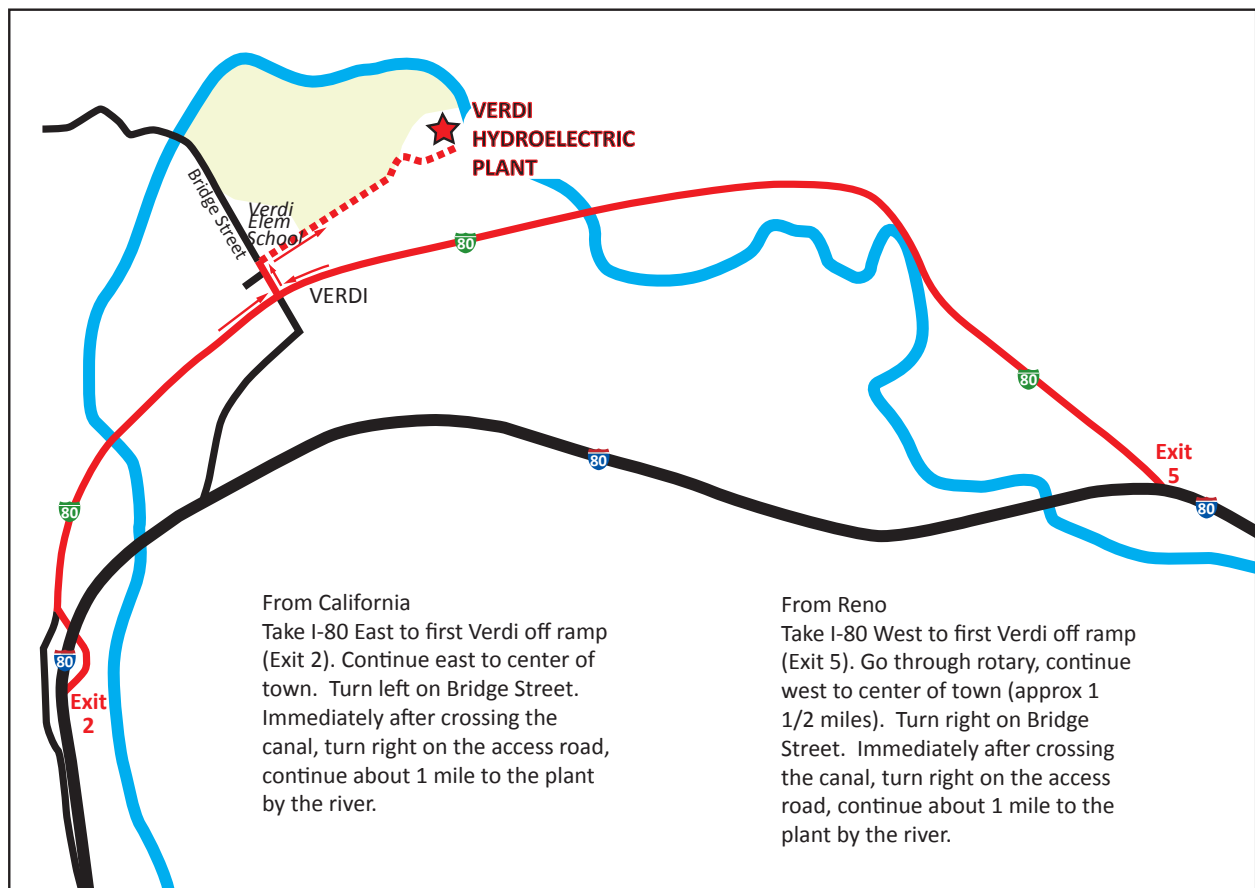 VERDI
HYDROELECTRIC
PLANT
Bridge Street
Verdi
Elem
School
80
VERDI
80
80
Exit
5
80
80
80
Exit
2
From California
Take I-80 East to first Verdi off ramp
(Exit 2). Continue east to center of
town.  Turn left on Bridge Street.
Immediately after crossing the
canal, turn right on the access road,
continue about 1 mile to the plant
by the river.
From Reno
Take I-80 West to first Verdi off ramp
(Exit 5). Go through rotary, continue
west to center of town (approx 1
1/2 miles).  Turn right on Bridge
Street.  Immediately after crossing
the canal, turn right on the access
road, continue about 1 mile to the
plant by the river.